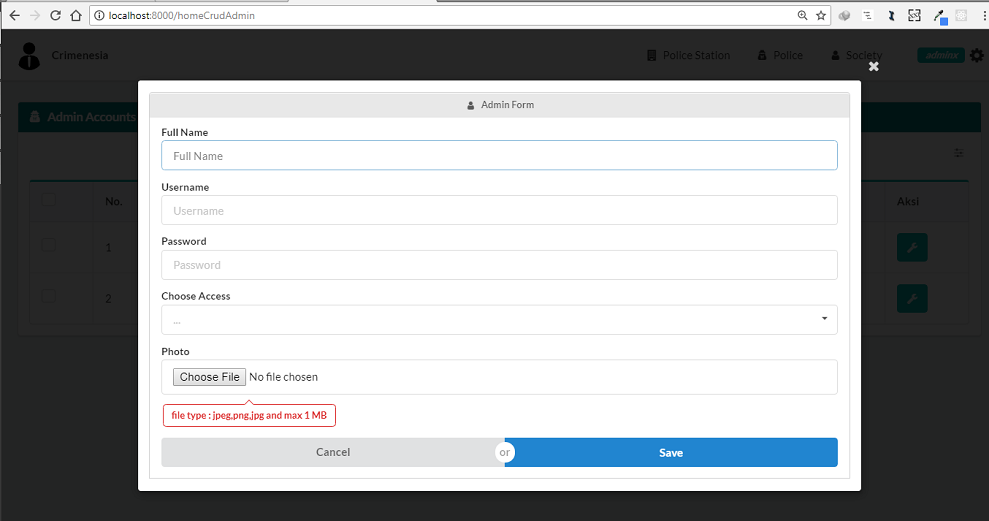 localhost:8000/homeCrudAdmin
Crimenesia
Police Station
Police
Society
admin
Admin Accounts
No.
Aksi
1
2
Admin Form
Full Name
Full Name
Username
Username
Password
Password
Choose Access
...
Photo
Choose File No file chosen
file type : jpeg,png,jpg and max 1 MB
Cancel
or
Save